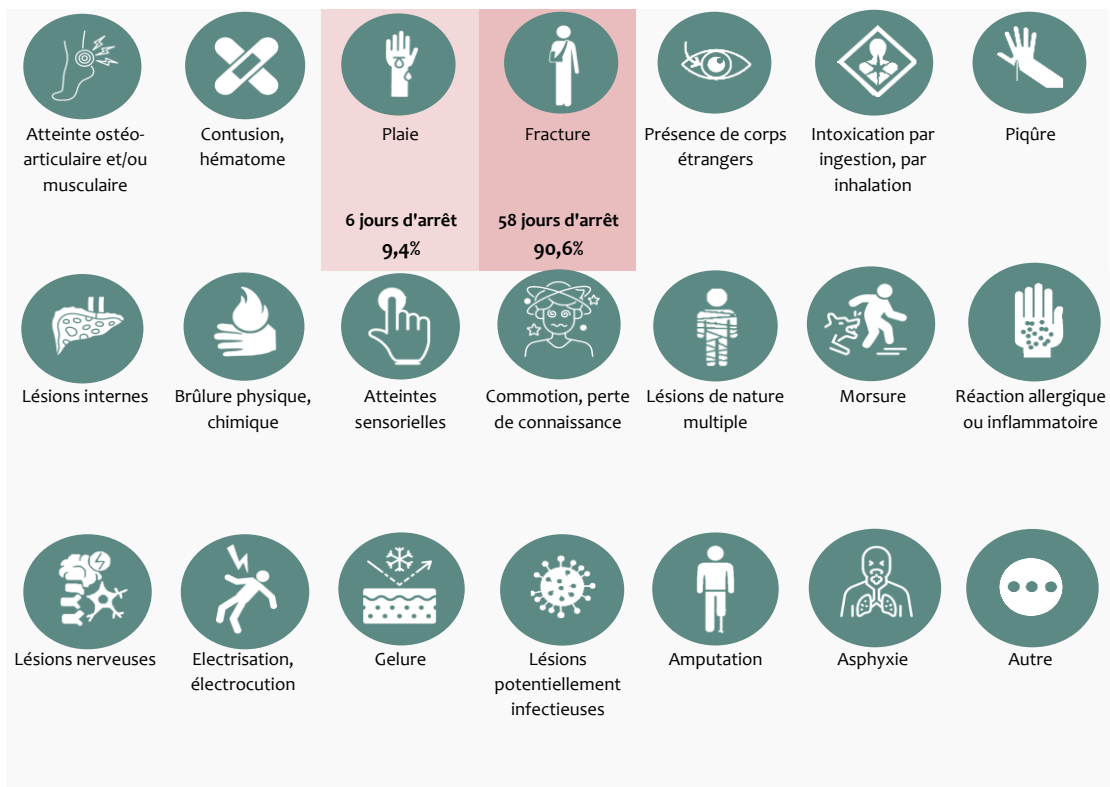 Atteinte ostéo-
articulaire et/ou
musculaire
Contusion,
hématome
Plaie
6 jours d'arrêt
9,4%
Fracture
58 jours d'arrêt
90,6%
Présence de corps
étrangers
Intoxication par
ingestion, par
inhalation
Piqûre
Lésions internes
Brûlure physique,
chimique
Atteintes
sensorielles
Commotion, perte
de connaissance
Lésions de nature
multiple
Morsure
Réaction allergique
ou inflammatoire
Lésions nerveuses
Electrisation,
électrocution
Gelure
Lésions
potentiellement
infectieuses
Amputation
Asphyxie
Autre